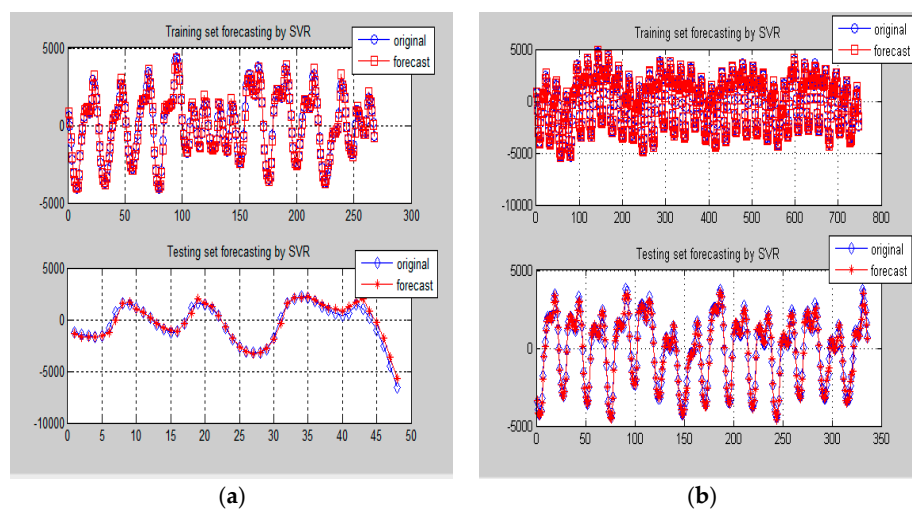 Training set forecasting by SVR
original
forecast
5000
0
-5000
0 50 100 150 200 250 300
Testing set forecasting by SVR
original
forecast
5000
0
-5000
-10000
0 5 10 15 20 25 30 35 40 45 50
(a)
Training set forecasting by SVR
original
forecast
5000
0
-5000
-10000
0 100 200 300 400 500 600 700 800
Testing set forecasting by SVR
original
forecast
5000
0
-5000
0 50 100 150 200 250 300 350
(b)